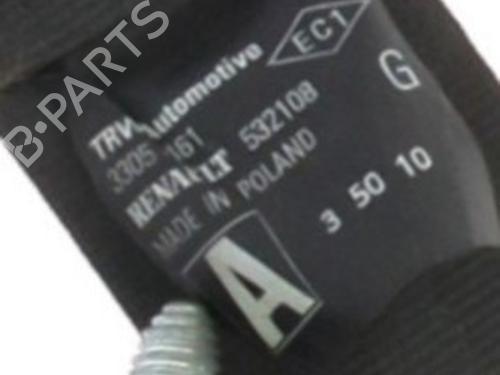 B·PARTS
TRW Automotive
EC1
3305 161
G
RENAULT 532108
MADE IN POLAND
3 50 10
A